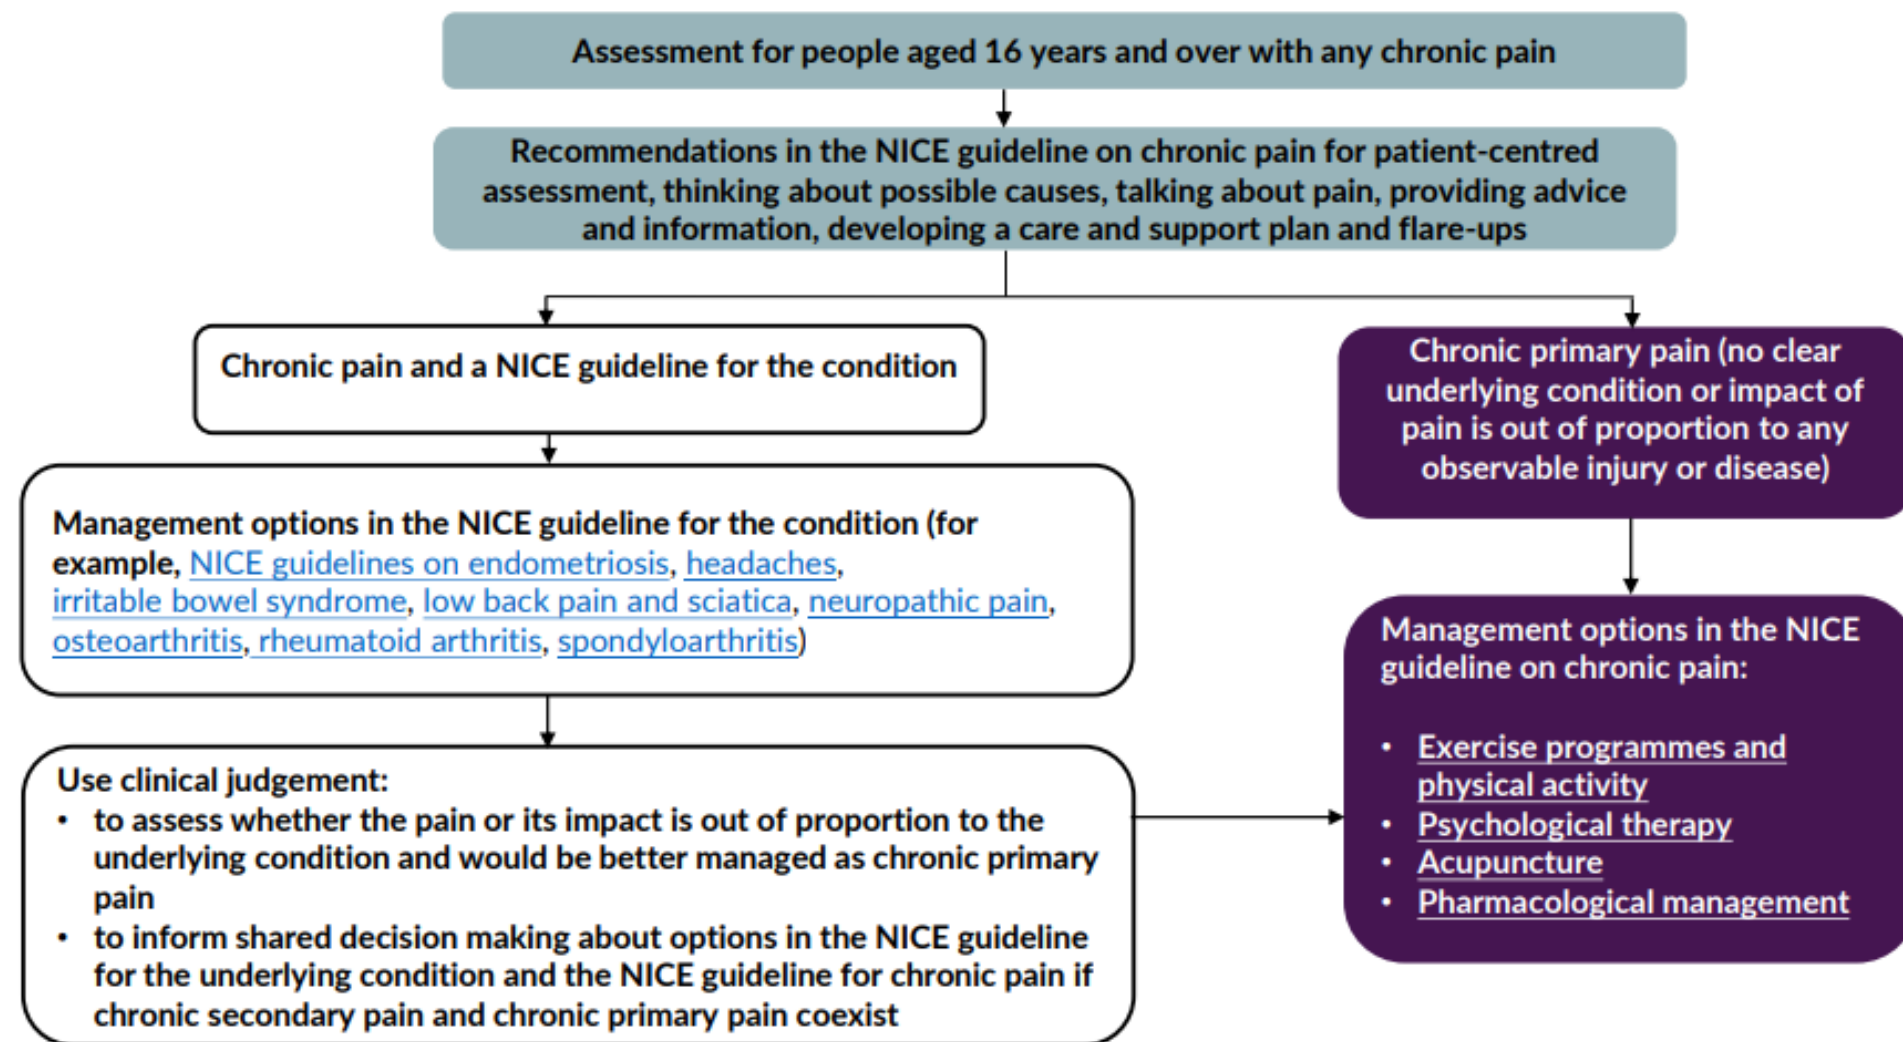 Assessment for people aged 16 years and over with any chronic pain
Recommendations in the NICE guideline on chronic pain for patient-centred
assessment, thinking about possible causes, talking about pain, providing advice
and information, developing a care and support plan and flare-ups
Chronic pain and a NICE guideline for the condition
Chronic primary pain (no clear
underlying condition or impact of
pain is out of proportion to any
observable injury or disease)
Management options in the NICE guideline for the condition (for
example, NICE guidelines on endometriosis, headaches,
irritable bowel syndrome, low back pain and sciatica, neuropathic pain,
osteoarthritis, rheumatoid arthritis, spondyloarthritis)
Use clinical judgement:
• to assess whether the pain or its impact is out of proportion to the
underlying condition and would be better managed as chronic primary
pain
• to inform shared decision making about options in the NICE guideline
for the underlying condition and the NICE guideline for chronic pain if
chronic secondary pain and chronic primary pain coexist
Management options in the NICE
guideline on chronic pain:
• Exercise programmes and
physical activity
• Psychological therapy
• Acupuncture
• Pharmacological management